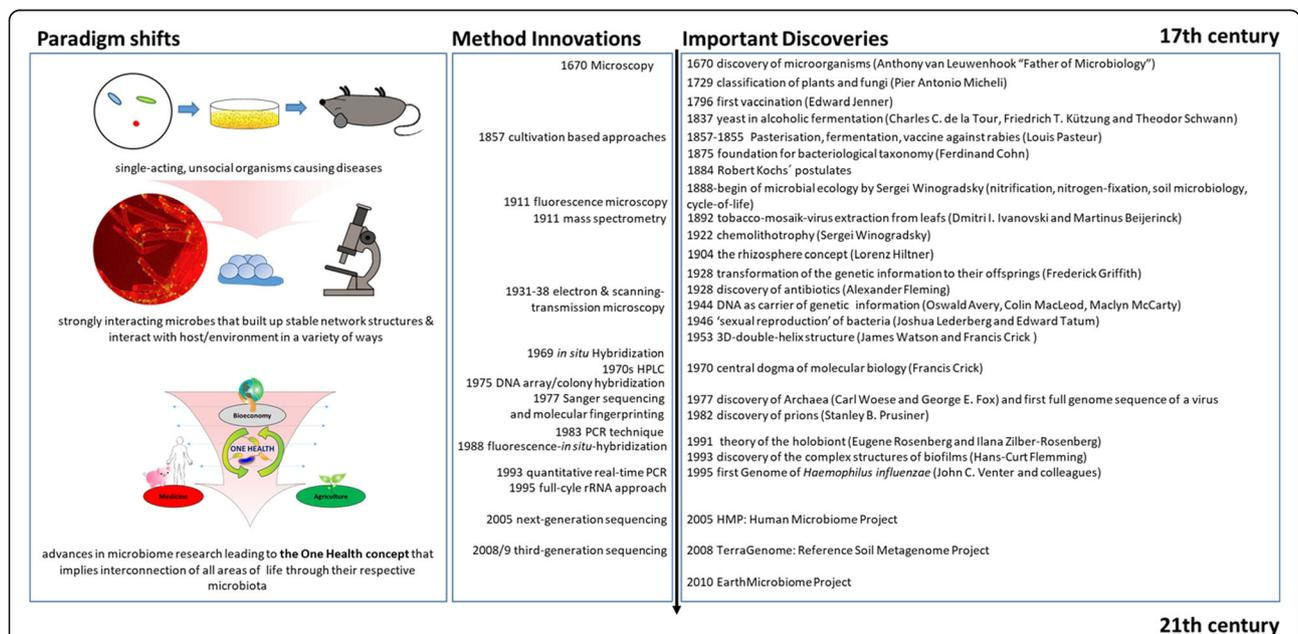 Paradigm shifts
single-acting, unsocial organisms causing diseases
strongly interacting microbes that built up stable network structures &
interact with host/environment in a variety of ways
Bioeconomy
ONE HEALTH
Medicine
Agriculture
advances in microbiome research leading to the One Health concept that
implies interconnection of all areas of life through their respective
microbiota
Method Innovations
1670 Microscopy
1857 cultivation based approaches
1911 fluorescence microscopy
1911 mass spectrometry
1931-38 electron & scanning-
transmission microscopy
1969 in situ Hybridization
1970s HPLC
1975 DNA array/colony hybridization
1977 Sanger sequencing
and molecular fingerprinting
1983 PCR technique
1988 fluorescence-in situ-hybridization
1993 quantitative real-time PCR
1995 full-cyle rRNA approach
2005 next-generation sequencing
2008/9 third-generation sequencing
Important Discoveries
17th century
1670 discovery of microorganisms (Anthony van Leuwenhook “Father of Microbiology”)
1729 classification of plants and fungi (Pier Antonio Micheli)
1796 first vaccination (Edward Jenner)
1837 yeast in alcoholic fermentation (Charles C. de la Tour, Friedrich T. Kützung and Theodor Schwann)
1857-1855 Pasterisation, fermentation, vaccine against rabies (Louis Pasteur)
1875 foundation for bacteriological taxonomy (Ferdinand Cohn)
1884 Robert Kochs´ postulates
1888-begin of microbial ecology by Sergei Winogradsky (nitrification, nitrogen-fixation, soil microbiology,
cycle-of-life)
1892 tobacco-mosaik-virus extraction from leafs (Dmitri I. Ivanovski and Martinus Beijerinck)
1922 chemolithotrophy (Sergei Winogradsky)
1904 the rhizosphere concept (Lorenz Hiltner)
1928 transformation of the genetic information to their offsprings (Frederick Griffith)
1928 discovery of antibiotics (Alexander Fleming)
1944 DNA as carrier of genetic information (Oswald Avery, Colin MacLeod, Maclyn McCarty)
1946 ‘sexual reproduction’ of bacteria (Joshua Lederberg and Edward Tatum)
1953 3D-double-helix structure (James Watson and Francis Crick )
1970 central dogma of molecular biology (Francis Crick)
1977 discovery of Archaea (Carl Woese and George E. Fox) and first full genome sequence of a virus
1982 discovery of prions (Stanley B. Prusiner)
1991 theory of the holobiont (Eugene Rosenberg and Ilana Zilber-Rosenberg)
1993 discovery of the complex structures of biofilms (Hans-Curt Flemming)
1995 first Genome of Haemophilus influenzae (John C. Venter and colleagues)
2005 HMP: Human Microbiome Project
2008 TerraGenome: Reference Soil Metagenome Project
2010 EarthMicrobiome Project
21th century